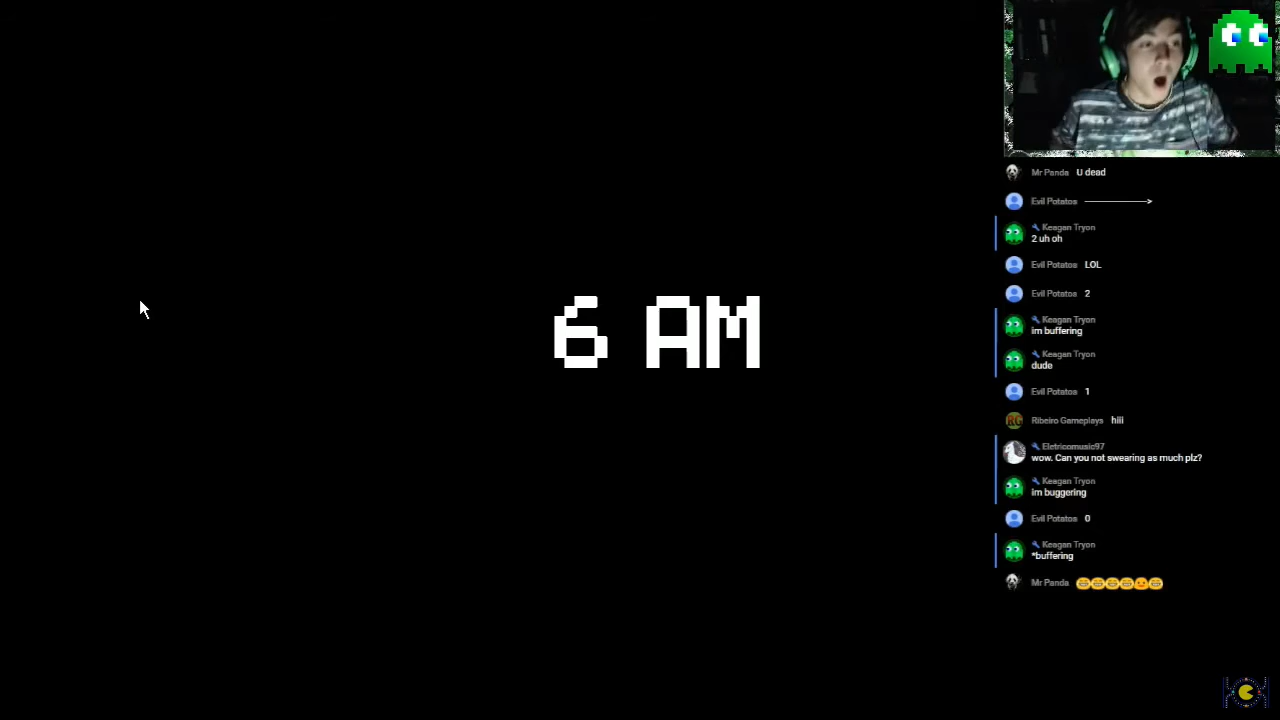 6 AM
Mr Panda U dead
Evil Potatos ————————>
Keagan Tryon
2 uh oh
Evil Potatos LOL
Evil Potatos 2
Keagan Tryon
im buffering
Keagan Tryon
dude
Evil Potatos 1
Ribeiro Gameplays hiii
Eletricomusic97
wow. Can you not swearing as much plz?
Keagan Tryon
im buggering
Evil Potatos 0
Keagan Tryon
*buffering
Mr Panda